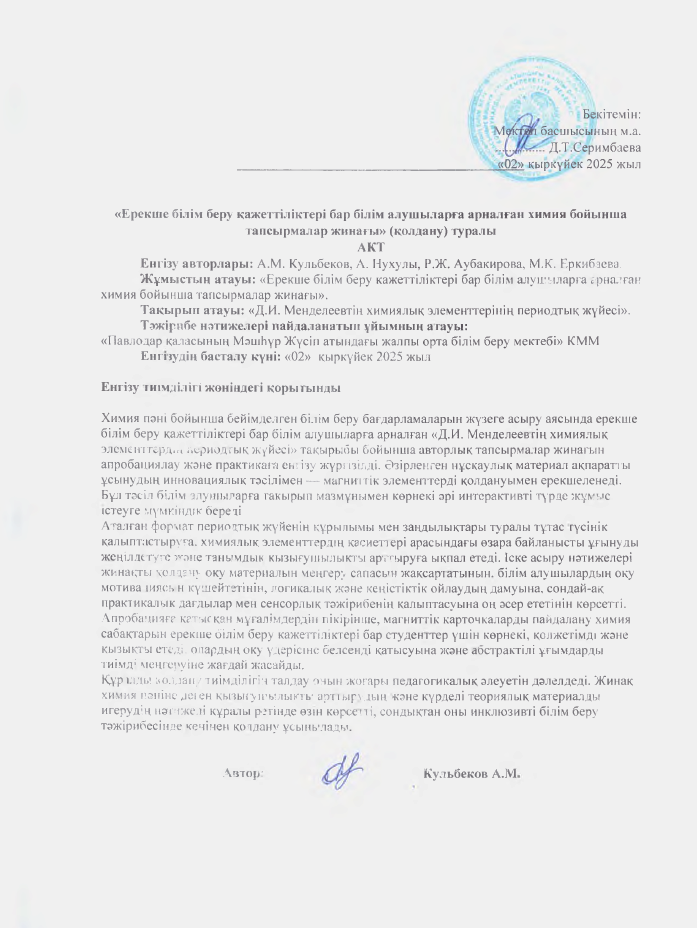 Бекітемін:
Мектеп басшысының м.а.
............... Д.Т.Серимбаева
«02» қыркүйек 2025 жыл
«Ерекше білім беру қажеттіліктері бар білім алушыларға арналған химия бойынша
тапсырмалар жинағы» (қолдану) туралы
АКТ
Енгізу авторлары: А.М. Кульбеков, А. Нухулы, Р.Ж. Аубакирова, М.К. Еркибаева.
Жұмыстың атауы: «Ерекше білім беру қажеттіліктері бар білім алушыларға арналған
химия бойынша тапсырмалар жинағы».
Тақырып атауы: «Д.И. Менделеевтің химиялық элементтерінің периодтық жүйесі».
Тәжірибе нәтижелері пайдаланатын ұйымның атауы:
«Павлодар қаласының Мәшһүр Жүсіп атындағы жалпы орта білім беру мектебі» КММ
Енгізудің басталу күні: «02» қыркүйек 2025 жыл
Енгізу тиімділігі жөніндегі қорытынды
Химия пәні бойынша бейімделген білім беру бағдарламаларын жүзеге асыру аясында ерекше
білім беру қажеттіліктері бар білім алушыларға арналған «Д.И. Менделеевтің химиялық
элементтердің периодтық жүйесі» тақырыбы бойынша авторлық тапсырмалар жинағын
апробациялау және практикаға енгізу жүргізілді. Әзірленген нұсқаулық материал ақпаратты
ұсынудың инновациялық тәсілімен — магниттік элементтерді қолдануымен ерекшеленеді.
Бұл тәсіл білім алушыларға тақырып мазмұнымен көрнекі әрі интерактивті түрде жұмыс
істеуге мүмкіндік береді
Аталған формат периодтық жүйенің құрылымы мен заңдылықтары туралы тұтас түсінік
қалыптастыруға, химиялық элементтердің қасиеттері арасындағы өзара байланысты ұғынуды
жеңілдетуге және танымдық қызығушылықты арттыруға ықпал етеді. Іске асыру нәтижелері
жинақты қолдану оқу материалын меңгеру сапасын жақсартатынын, білім алушылардың оқу
мотивациясын күшейтетінін, логикалық және кеңістіктік ойлаудың дамуына, сондай-ақ
практикалық дағдылар мен сенсорлық тәжірибенің қалыптасуына оң әсер ететінін көрсетті.
Апробацияға қатысқан мұғалімдердің пікірінше, магниттік карточкаларды пайдалану химия
сабақтарын ерекше білім беру қажеттіліктері бар студенттер үшін көрнекі, қолжетімді және
қызықты етеді, олардың оқу үдерісіне белсенді қатысуына және абстрактілі ұғымдарды
тиімді меңгеруіне жағдай жасайды.
Құралды қолдану тиімділігін талдау оның жоғары педагогикалық әлеуетін дәлелдеді. Жинақ
химия пәніне деген қызығушылықты арттырудың және күрделі теориялық материалды
игерудің нәтижелі құралы ретінде өзін көрсетті, сондықтан оны инклюзивті білім беру
тәжірибесінде кеңінен қолдану ұсынылады.
Автор: Кульбеков А.М.